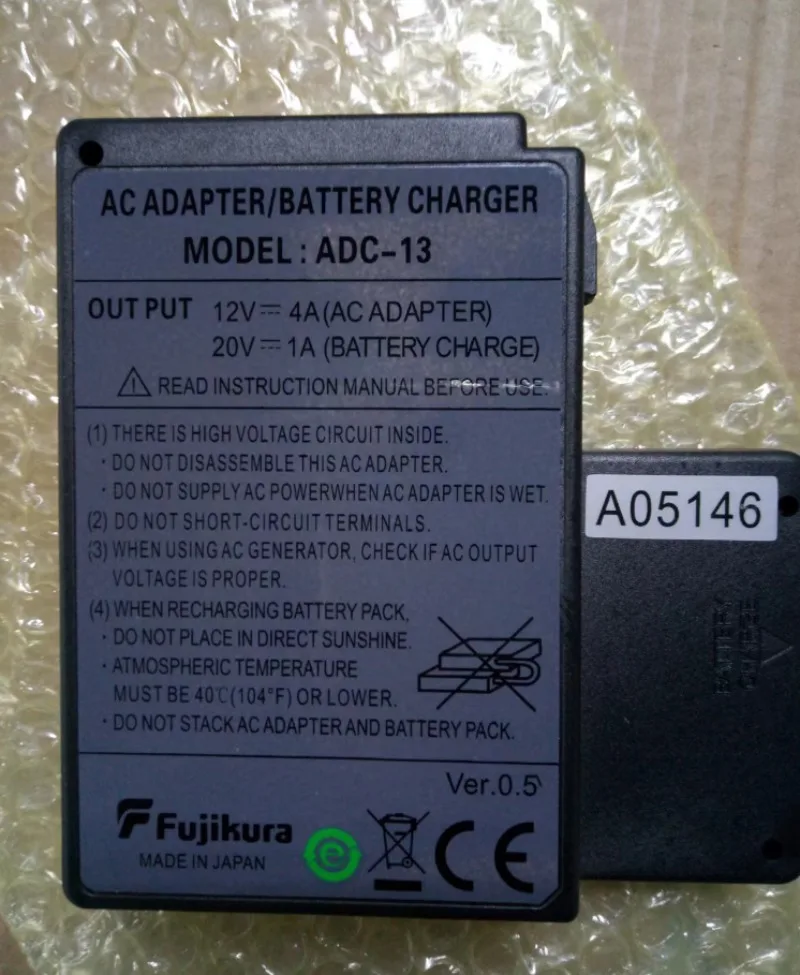 AC ADAPTER/BATTERY CHARGER
MODEL : ADC-13
OUT PUT 12V⎓ 4A(AC ADAPTER)
20V⎓ 1A (BATTERY CHARGE)
READ INSTRUCTION MANUAL BEFORE USE.
(1) THERE IS HIGH VOLTAGE CIRCUIT INSIDE.
· DO NOT DISASSEMBLE THIS AC ADAPTER.
· DO NOT SUPPLY AC POWERWHEN AC ADAPTER IS WET.
(2) DO NOT SHORT-CIRCUIT TERMINALS.
(3) WHEN USING AC GENERATOR, CHECK IF AC OUTPUT
VOLTAGE IS PROPER.
(4) WHEN RECHARGING BATTERY PACK,
· DO NOT PLACE IN DIRECT SUNSHINE.
· ATMOSPHERIC TEMPERATURE
MUST BE 40℃(104°F) OR LOWER.
· DO NOT STACK AC ADAPTER AND BATTERY PACK.
Ver.0.5
Fujikura
MADE IN JAPAN
e
CE
A05146
BATTERY
CHARGE